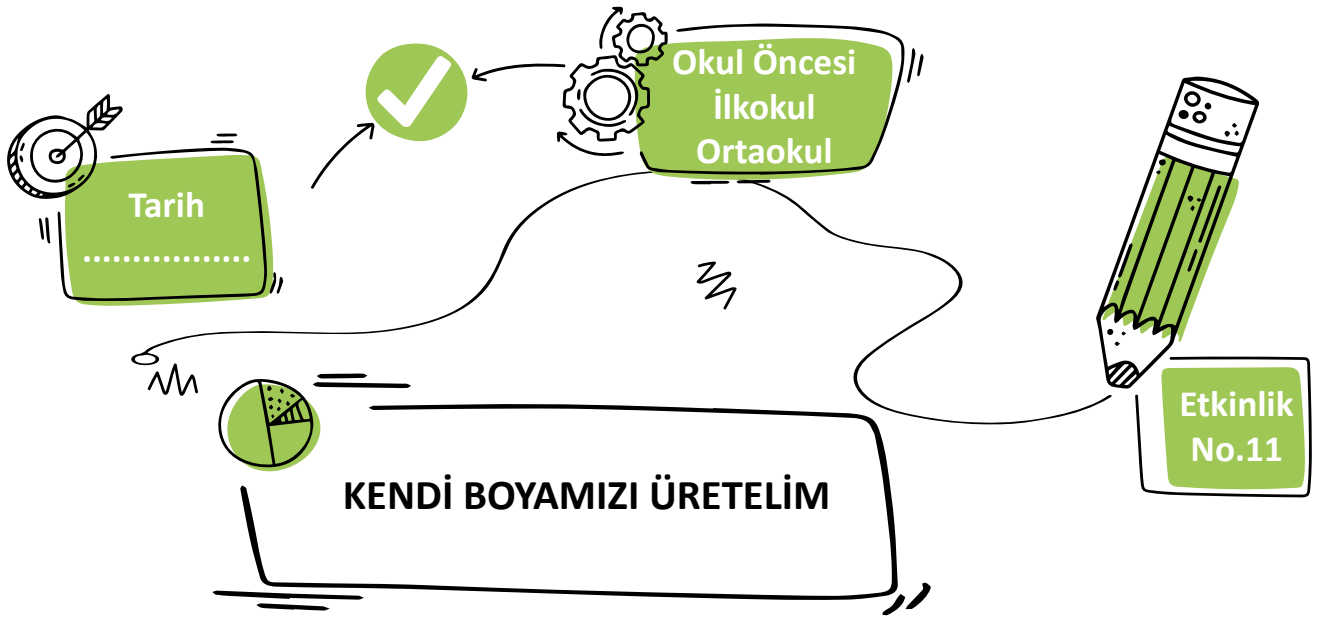 Okul Öncesi
İlkokul
Ortaokul
Tarih
.................
Etkinlik
No.11
KENDİ BOYAMIZI ÜRETELİM